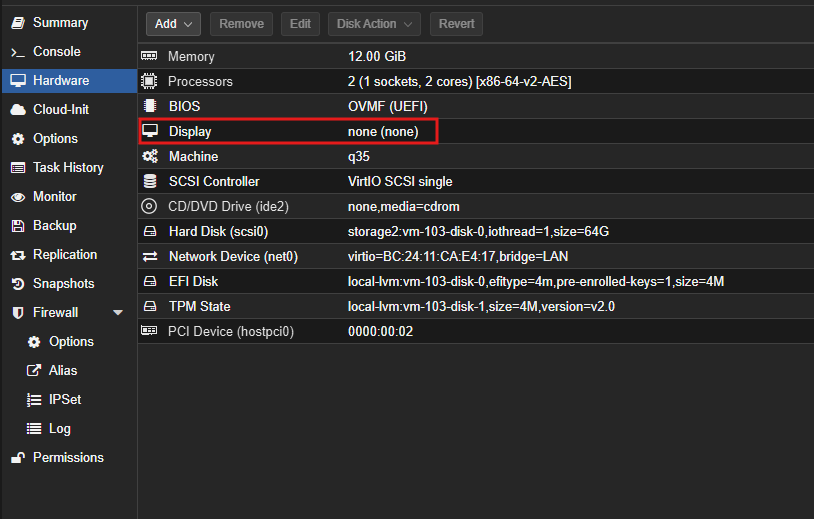 Summary
Console
Hardware
Cloud-Init
Options
Task History
Monitor
Backup
Replication
Snapshots
Firewall
Options
Alias
IPSet
Log
Permissions
Add Remove Edit Disk Action Revert
Memory 12.00 GiB
Processors 2 (1 sockets, 2 cores) [x86-64-v2-AES]
BIOS OVMF (UEFI)
Display none (none)
Machine q35
SCSI Controller VirtIO SCSI single
CD/DVD Drive (ide2) none,media=cdrom
Hard Disk (scsi0) storage2:vm-103-disk-0,iothread=1,size=64G
Network Device (net0) virtio=BC:24:11:CA:E4:17,bridge=LAN
EFI Disk local-lvm:vm-103-disk-0,efitype=4m,pre-enrolled-keys=1,size=4M
TPM State local-lvm:vm-103-disk-1,size=4M,version=v2.0
PCI Device (hostpci0) 0000:00:02